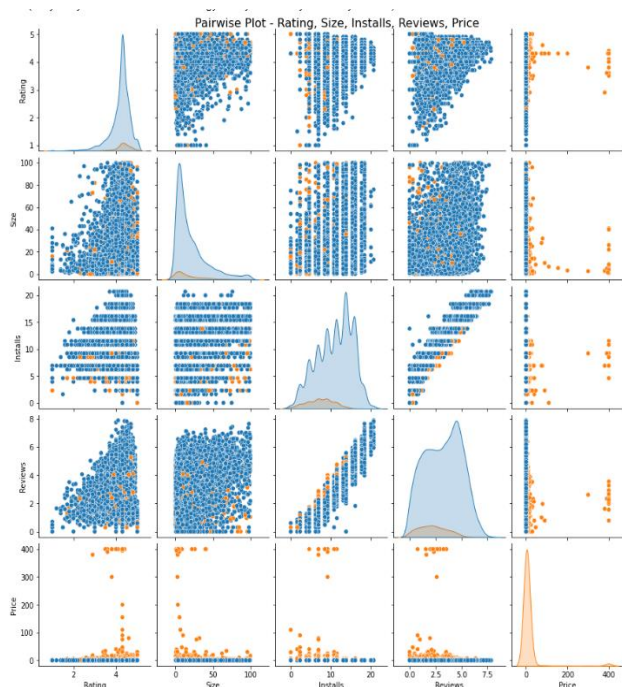 Pairwise Plot - Rating, Size, Installs, Reviews, Price
5
4
3
2
1
Rating
100
80
60
40
20
0
Size
20
15
10
5
0
Installs
8
6
4
2
0
Reviews
400
300
200
100
0
Price
2 4
0 50 100
0 10 20
0.0 2.5 5.0 7.5
0 200 400
Rating Size Installs Reviews Price